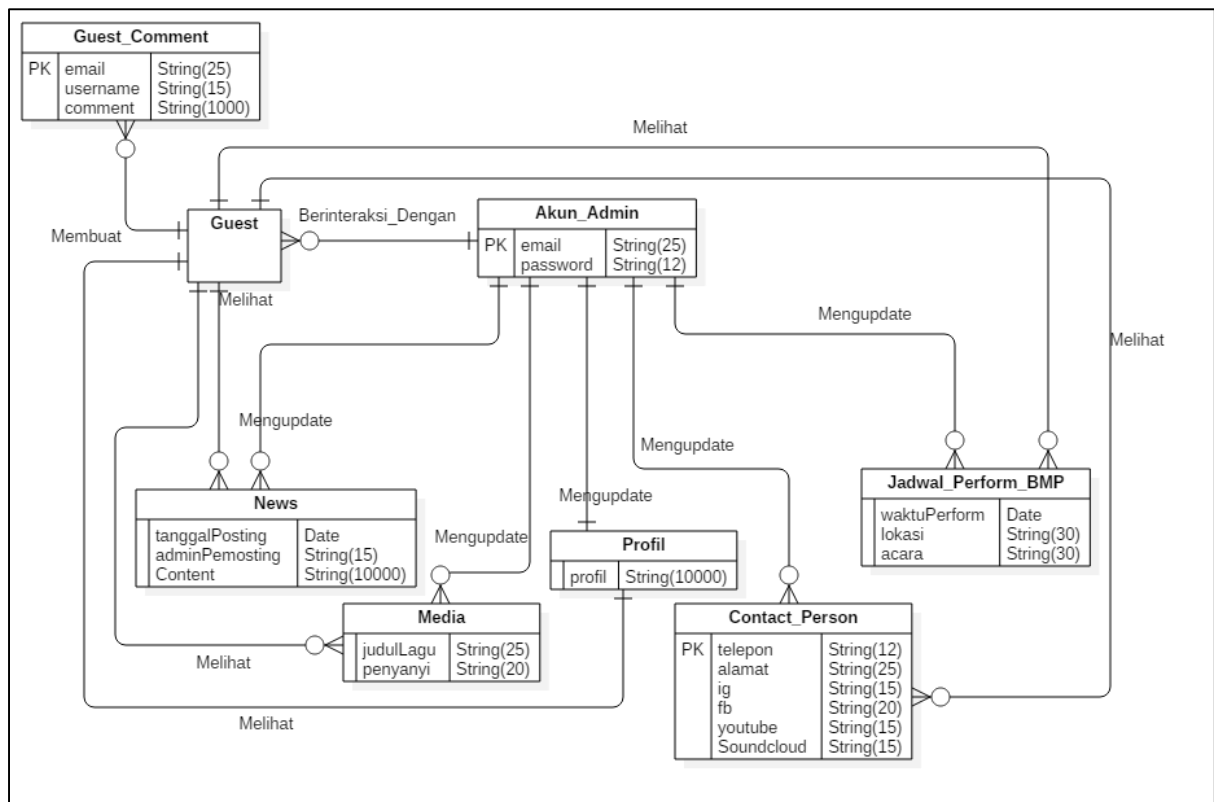 Guest_Comment
PK email String(25)
username String(15)
comment String(1000)
Melihat
Guest
Berinteraksi_Dengan
Akun_Admin
PK email String(25)
password String(12)
Membuat
Melihat
Mengupdate
Melihat
Mengupdate
Mengupdate
Jadwal_Perform_BMP
waktuPerform Date
lokasi String(30)
acara String(30)
News
tanggalPosting Date
adminPemosting String(15)
Content String(10000)
Mengupdate
Mengupdate
Profil
profil String(10000)
Media
judulLagu String(25)
penyanyi String(20)
Melihat
Contact_Person
PK telepon String(12)
alamat String(25)
ig String(15)
fb String(20)
youtube String(15)
Soundcloud String(15)
Melihat